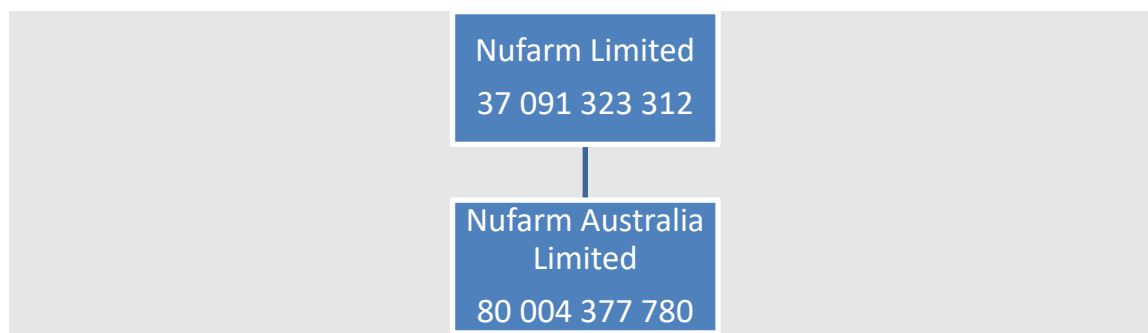 Nufarm Limited
37 091 323 312
Nufarm Australia
Limited
80 004 377 780